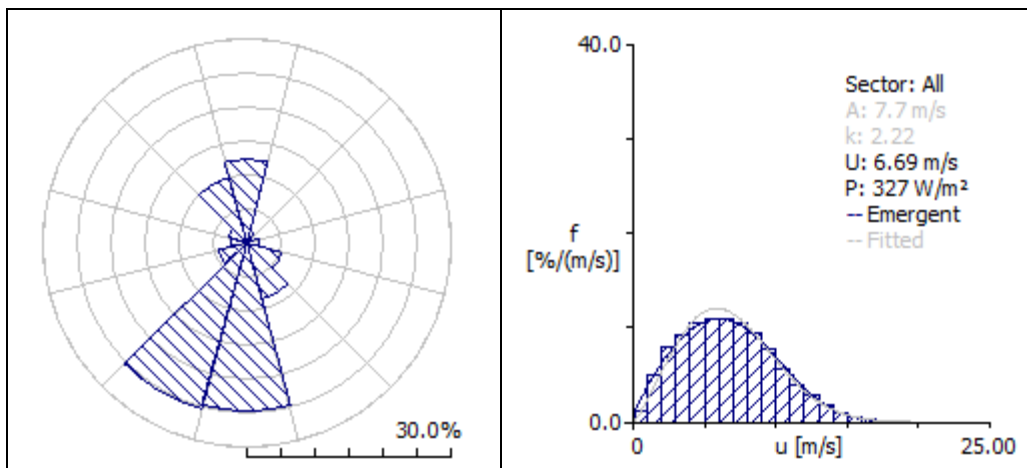 30.0%
40.0
Sector: All
A: 7.7 m/s
k: 2.22
U: 6.69 m/s
P: 327 W/m²
-- Emergent
-- Fitted
f
[%/(m/s)]
0.0
0 u [m/s] 25.00